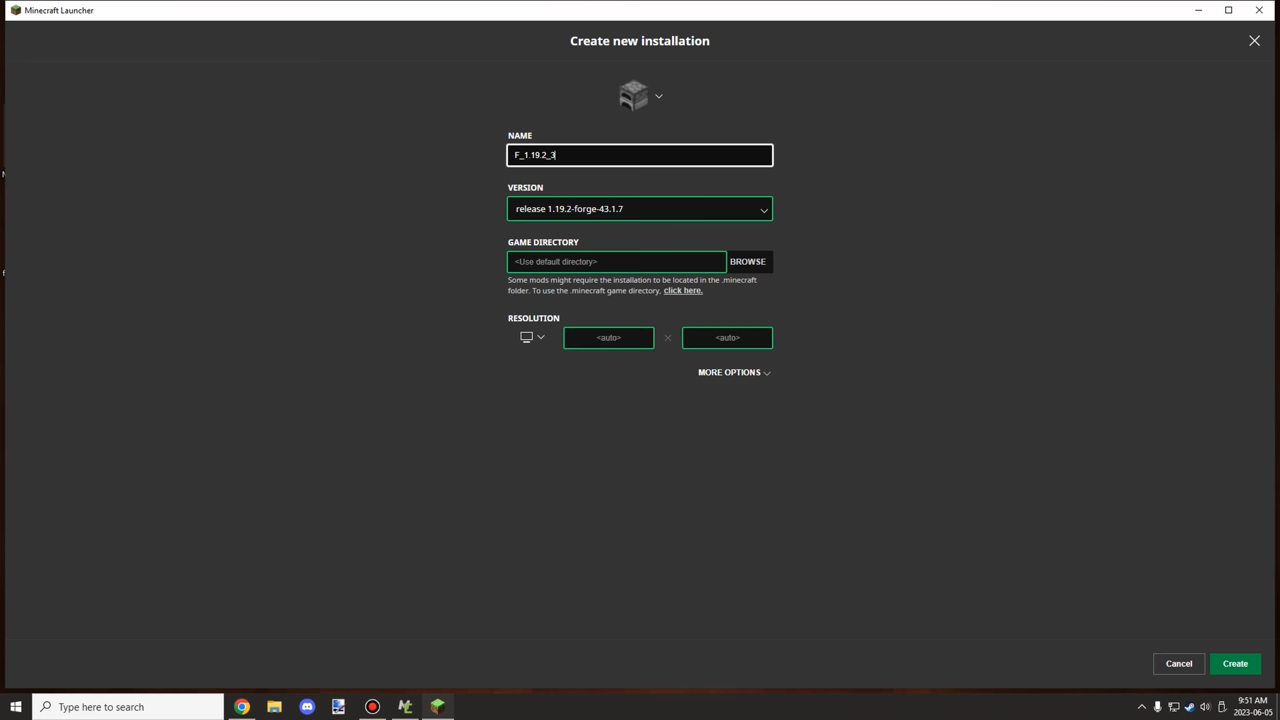 Minecraft Launcher
Create new installation
NAME
F_1.19.2_3
VERSION
release 1.19.2-forge-43.1.7
GAME DIRECTORY
<Use default directory>
BROWSE
Some mods might require the installation to be located in the .minecraft
folder. To use the .minecraft game directory, click here.
RESOLUTION
<auto>
<auto>
MORE OPTIONS
Cancel
Create
Type here to search
9:51 AM
2023-06-05